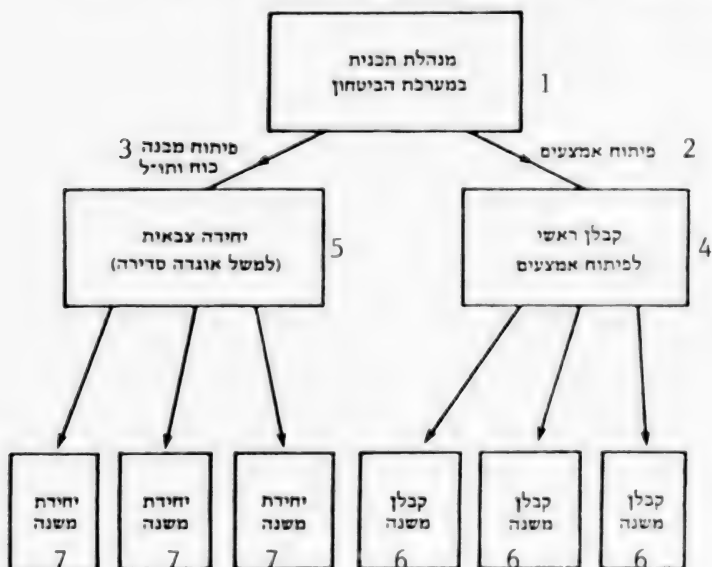 מנהלת תכנית
במערכת הביטחון
1
פיתוח אמצעים
2
פיתוח מבנה
כוח ותו״ל
3
קבלן ראשי
לפיתוח אמצעים
4
יחידה צבאית
(למשל אוגדה סדירה)
5
קבלן
משנה
6
קבלן
משנה
6
קבלן
משנה
6
יחידת
משנה
7
יחידת
משנה
7
יחידת
משנה
7